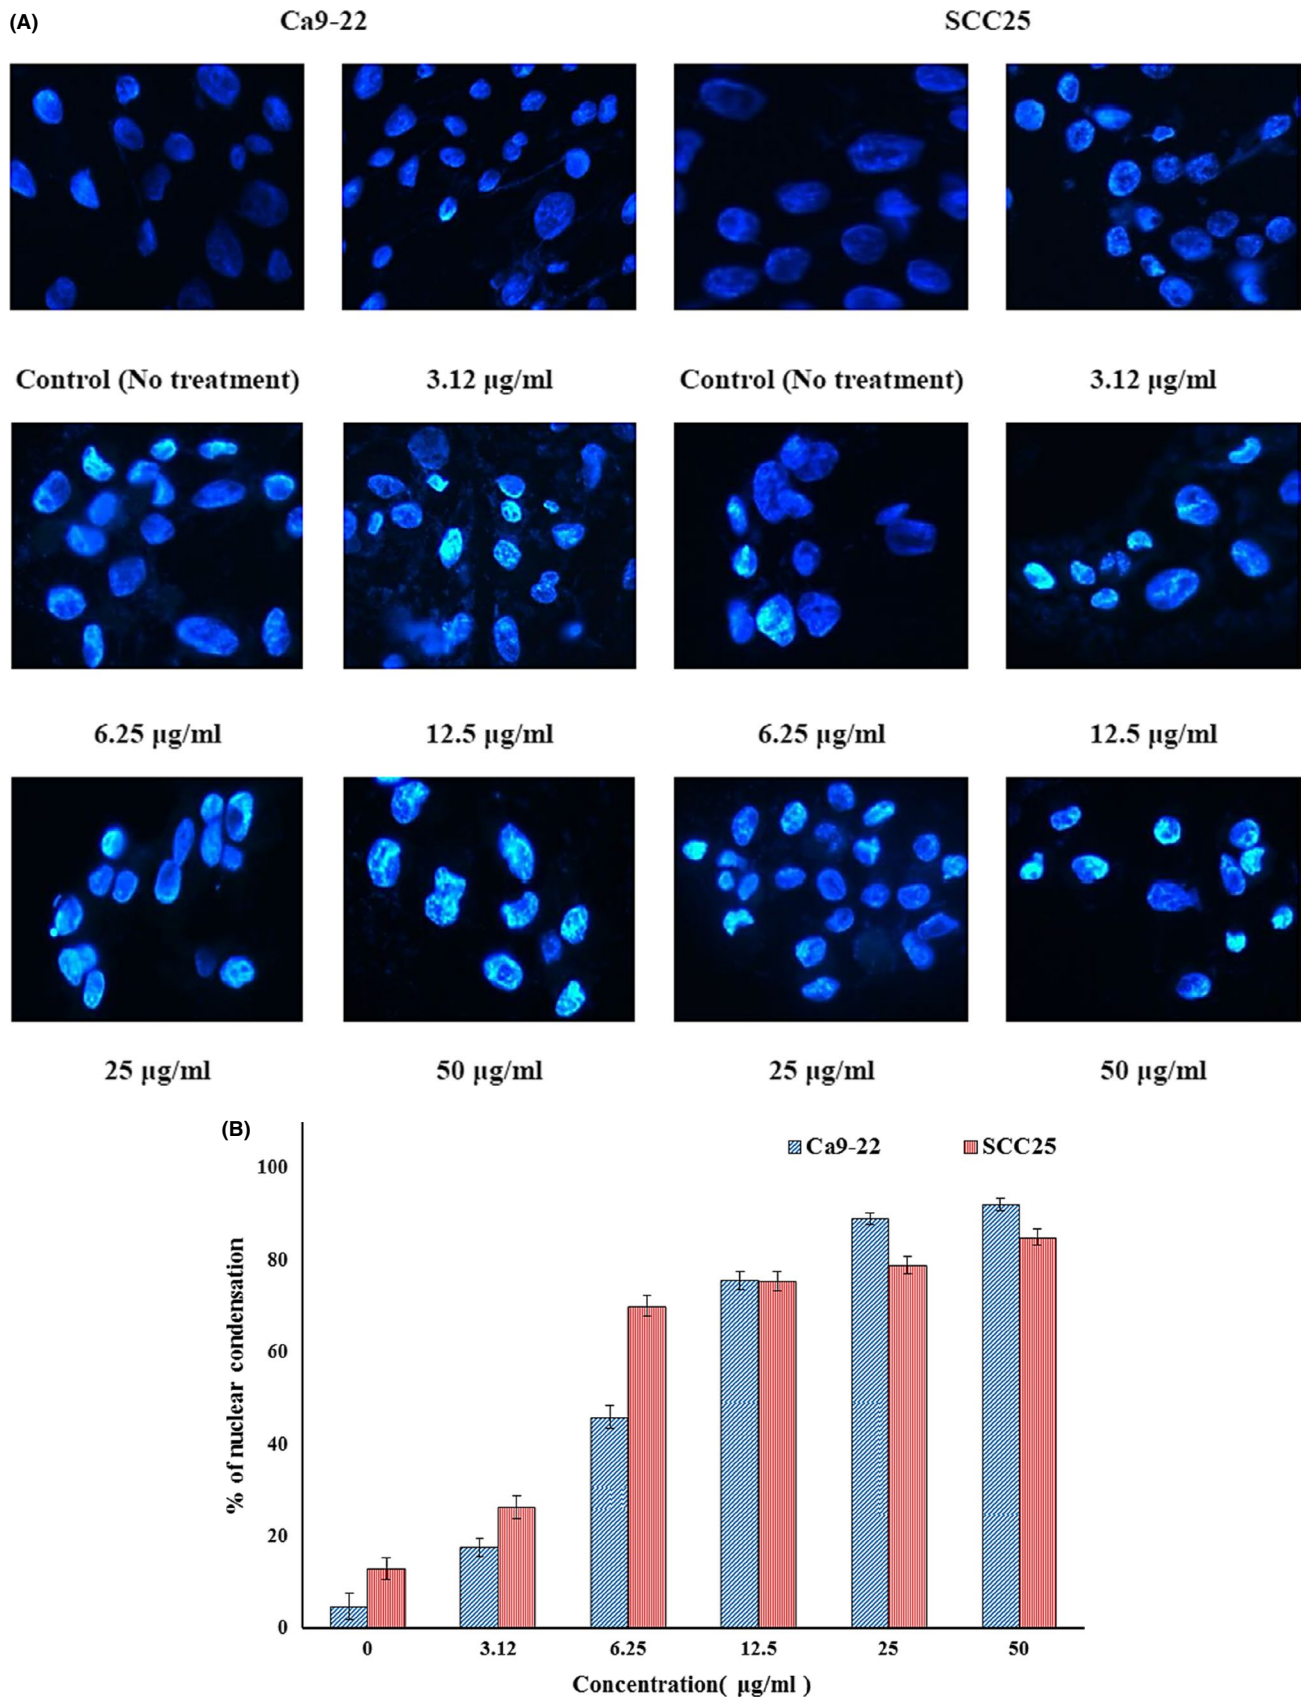 (A)
Ca9-22 SCC25
Control (No treatment) 3.12 μg/ml Control (No treatment) 3.12 μg/ml
6.25 μg/ml 12.5 μg/ml 6.25 μg/ml 12.5 μg/ml
25 μg/ml 50 μg/ml 25 μg/ml 50 μg/ml
(B)
Ca9-22 SCC25
% of nuclear condensation
100
80
60
40
20
0
0 3.12 6.25 12.5 25 50
Concentration( μg/ml )